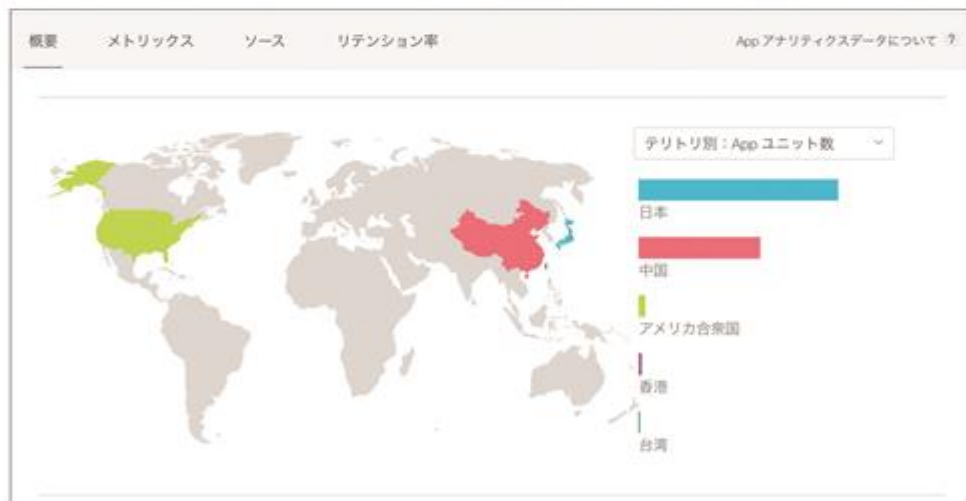 概要 メトリックス ソース リテンション率 App アナリティクスデータについて ?
テリトリ別：App ユニット数
日本
中国
アメリカ合衆国
香港
台湾